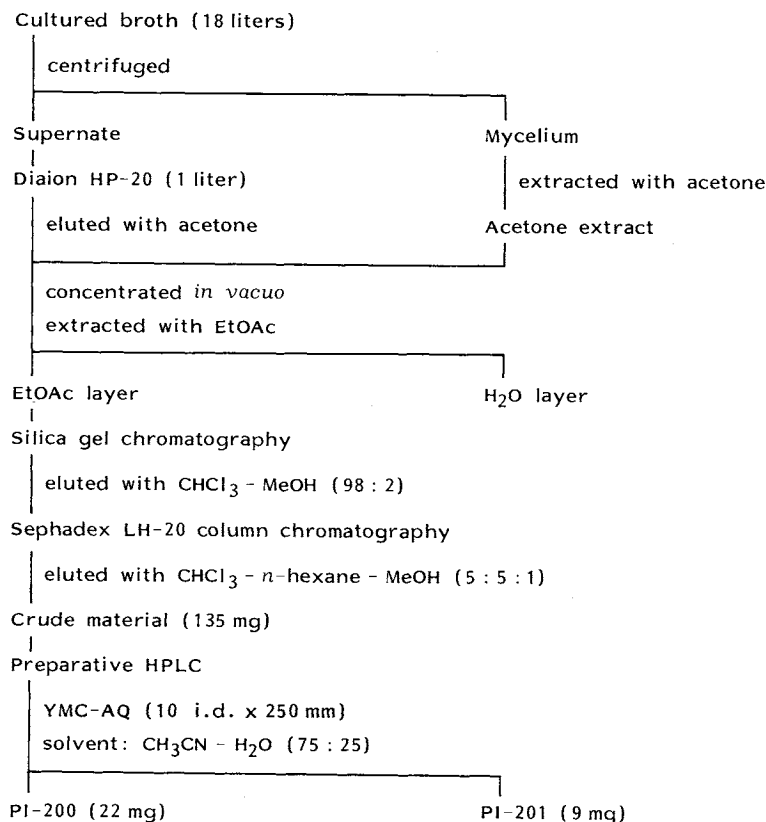 Cultured broth (18 liters)
centrifuged
Supernate
Mycelium
Diaion HP-20 (1 liter)
extracted with acetone
eluted with acetone
Acetone extract
concentrated in vacuo
extracted with EtOAc
EtOAc layer
H2O layer
Silica gel chromatography
eluted with CHCl3 - MeOH (98 : 2)
Sephadex LH-20 column chromatography
eluted with CHCl3 - n-hexane - MeOH (5 : 5 : 1)
Crude material (135 mg)
Preparative HPLC
YMC-AQ (10 i.d. x 250 mm)
solvent: CH3CN - H2O (75 : 25)
PI-200 (22 mg)
PI-201 (9 mg)